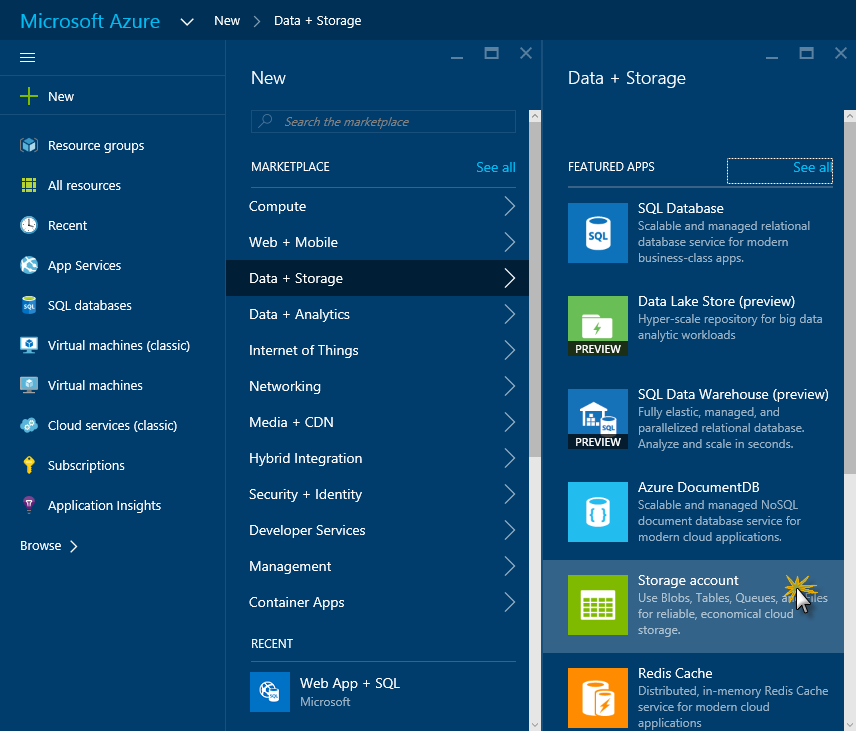 Microsoft Azure
New
Data + Storage
New
Resource groups
All resources
Recent
App Services
SQL databases
Virtual machines (classic)
Virtual machines
Cloud services (classic)
Subscriptions
Application Insights
Browse
New
Search the marketplace
MARKETPLACE
See all
Compute
Web + Mobile
Data + Storage
Data + Analytics
Internet of Things
Networking
Media + CDN
Hybrid Integration
Security + Identity
Developer Services
Management
Container Apps
RECENT
SQL
Web App + SQL
Microsoft
Data + Storage
FEATURED APPS
See all
SQL
SQL Database
Scalable and managed relational
database service for modern
business-class apps.
PREVIEW
Data Lake Store (preview)
Hyper-scale repository for big data
analytic workloads
SQL
PREVIEW
SQL Data Warehouse (preview)
Fully elastic, managed, and
parallelized relational database.
Analyze and scale in seconds.
Azure DocumentDB
Scalable and managed NoSQL
document database service for
modern cloud applications.
Storage account
Use Blobs, Tables, Queues, and Files
for reliable, economical cloud
storage.
Redis Cache
Distributed, in-memory Redis Cache
service for modern cloud
applications